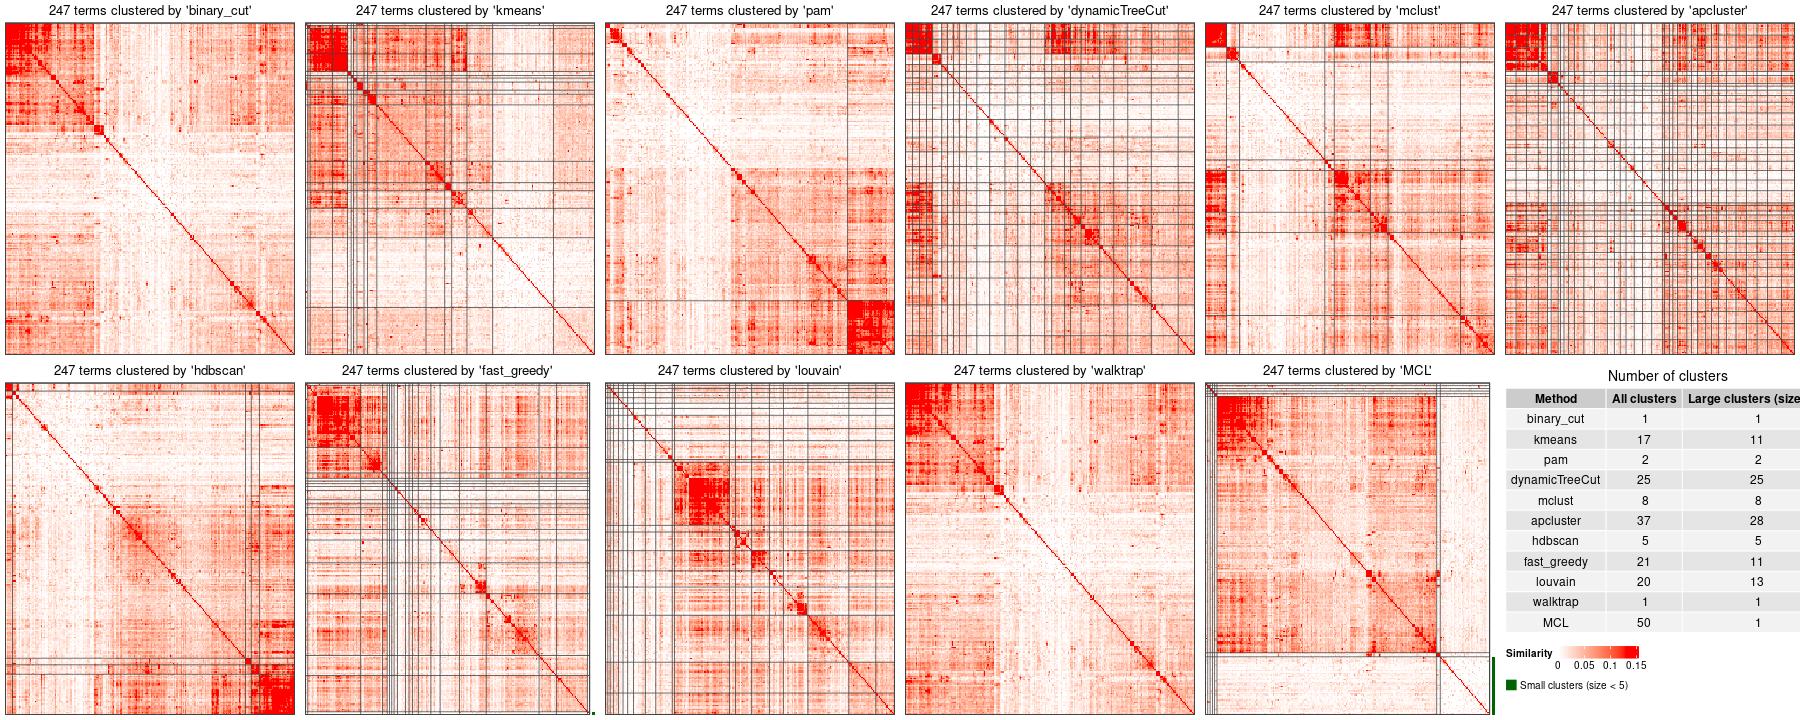 247 terms clustered by 'binary_cut'
247 terms clustered by 'kmeans'
247 terms clustered by 'pam'
247 terms clustered by 'dynamicTreeCut'
247 terms clustered by 'mclust'
247 terms clustered by 'apcluster'
247 terms clustered by 'hdbscan'
247 terms clustered by 'fast_greedy'
247 terms clustered by 'louvain'
247 terms clustered by 'walktrap'
247 terms clustered by 'MCL'
Number of clusters
Method All clusters Large clusters (size
binary_cut 1 1
kmeans 17 11
pam 2 2
dynamicTreeCut 25 25
mclust 8 8
apcluster 37 28
hdbscan 5 5
fast_greedy 21 11
louvain 20 13
walktrap 1 1
MCL 50 1
Similarity
0 0.05 0.1 0.15
Small clusters (size < 5)